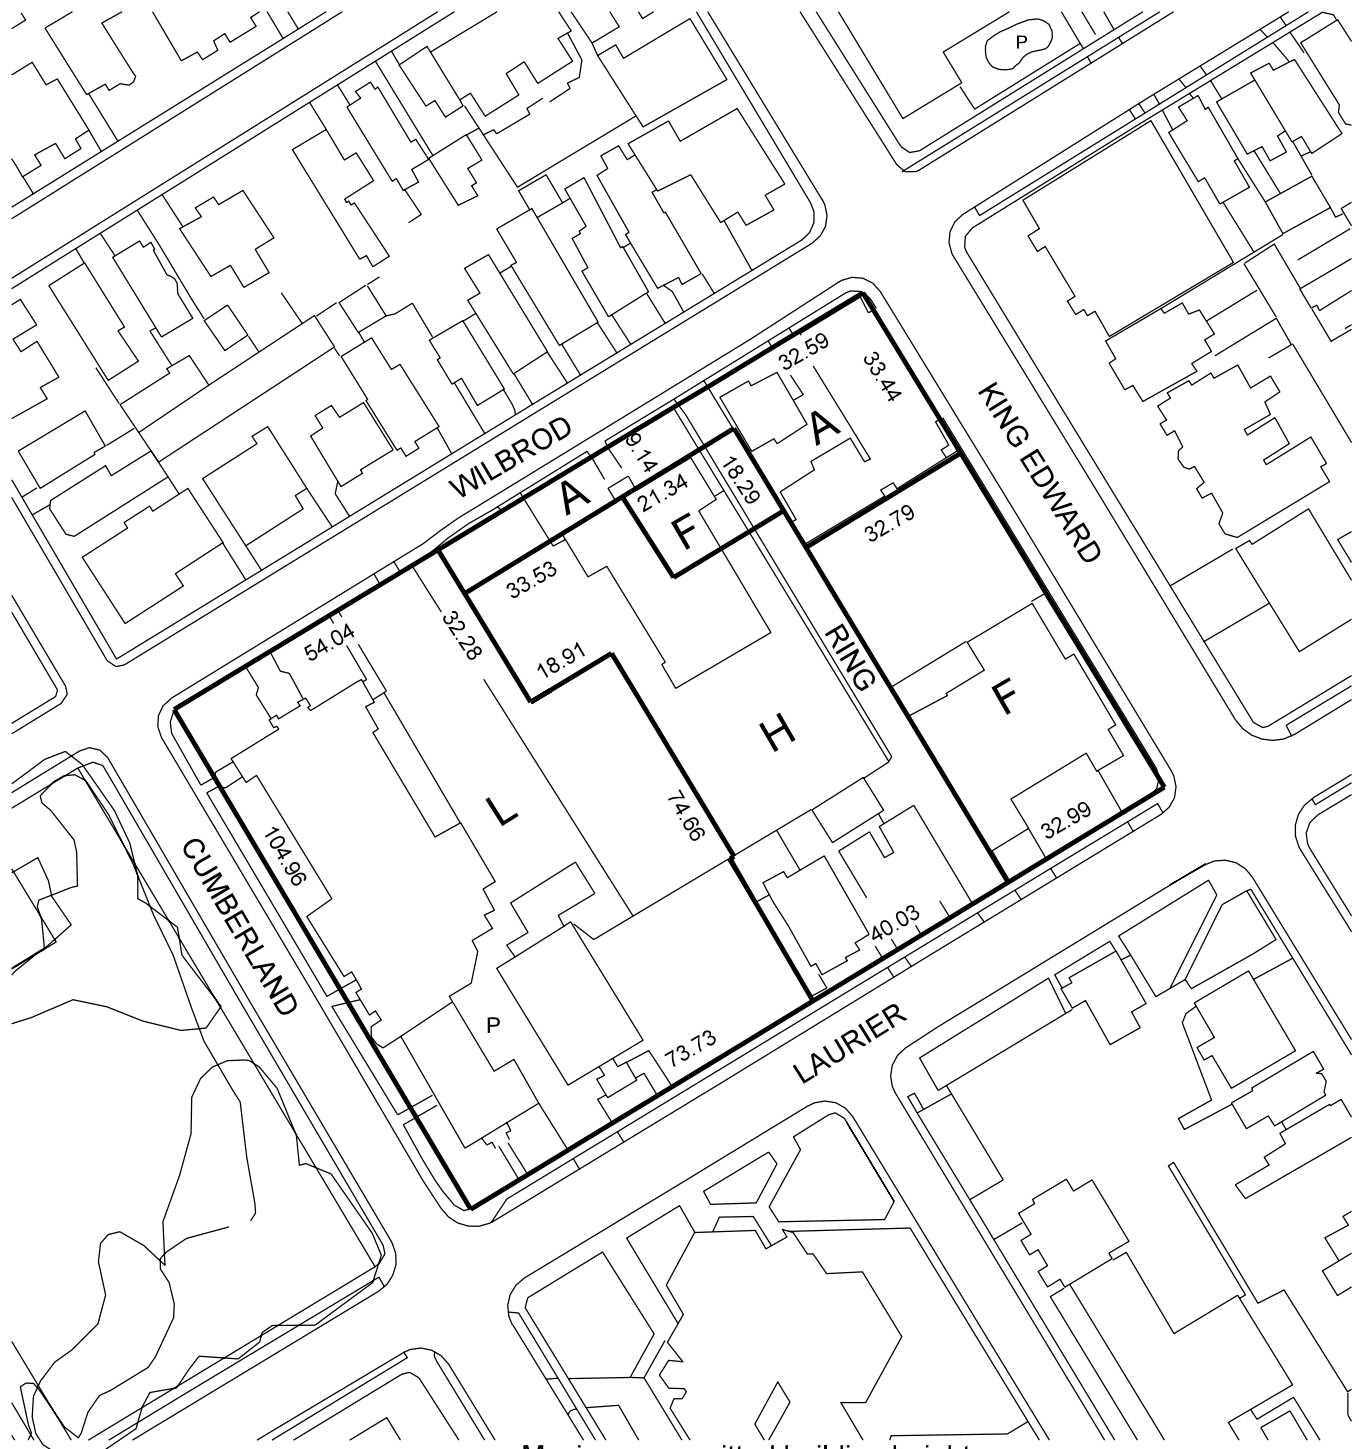 P
32.59
33.44
A
KING EDWARD
WILBROD
9.14
A
18.29
21.34
F
32.79
33.53
54.04
32.28
18.91
RING
F
H
L
74.66
32.99
104.96
CUMBERLAND
40.03
P
73.73
LAURIER